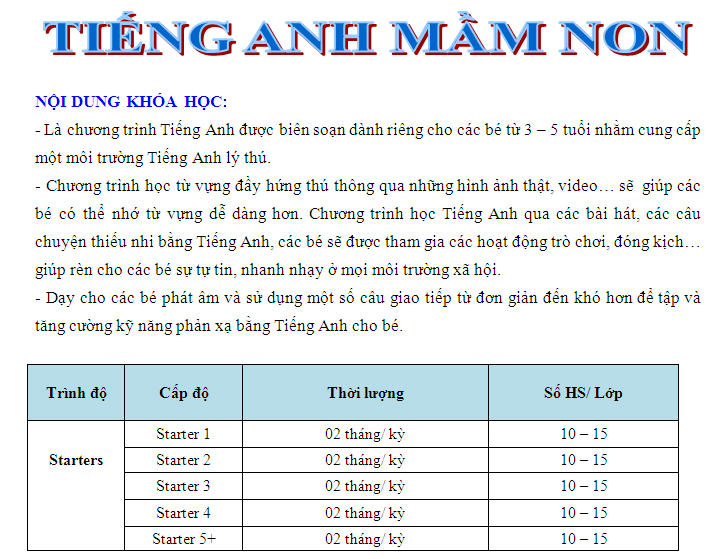 TIẾNG ANH MẦM NON
NỘI DUNG KHÓA HỌC:
- Là chương trình Tiếng Anh được biên soạn dành riêng cho các bé từ 3 – 5 tuổi nhằm cung cấp
một môi trường Tiếng Anh lý thú.
- Chương trình học từ vựng đầy hứng thú thông qua những hình ảnh thật, video… sẽ giúp các
bé có thể nhớ từ vựng dễ dàng hơn. Chương trình học Tiếng Anh qua các bài hát, các câu
chuyện thiếu nhi bằng Tiếng Anh, các bé sẽ được tham gia các hoạt động trò chơi, đóng kịch…
giúp rèn cho các bé sự tự tin, nhanh nhạy ở mọi môi trường xã hội.
- Dạy cho các bé phát âm và sử dụng một số câu giao tiếp từ đơn giản đến khó hơn để tập và
tăng cường kỹ năng phản xạ bằng Tiếng Anh cho bé.
Trình độ Cấp độ Thời lượng Số HS/ Lớp
Starter 1 02 tháng/ kỳ 10 – 15
Starters Starter 2 02 tháng/ kỳ 10 – 15
Starter 3 02 tháng/ kỳ 10 – 15
Starter 4 02 tháng/ kỳ 10 – 15
Starter 5+ 02 tháng/ kỳ 10 – 15